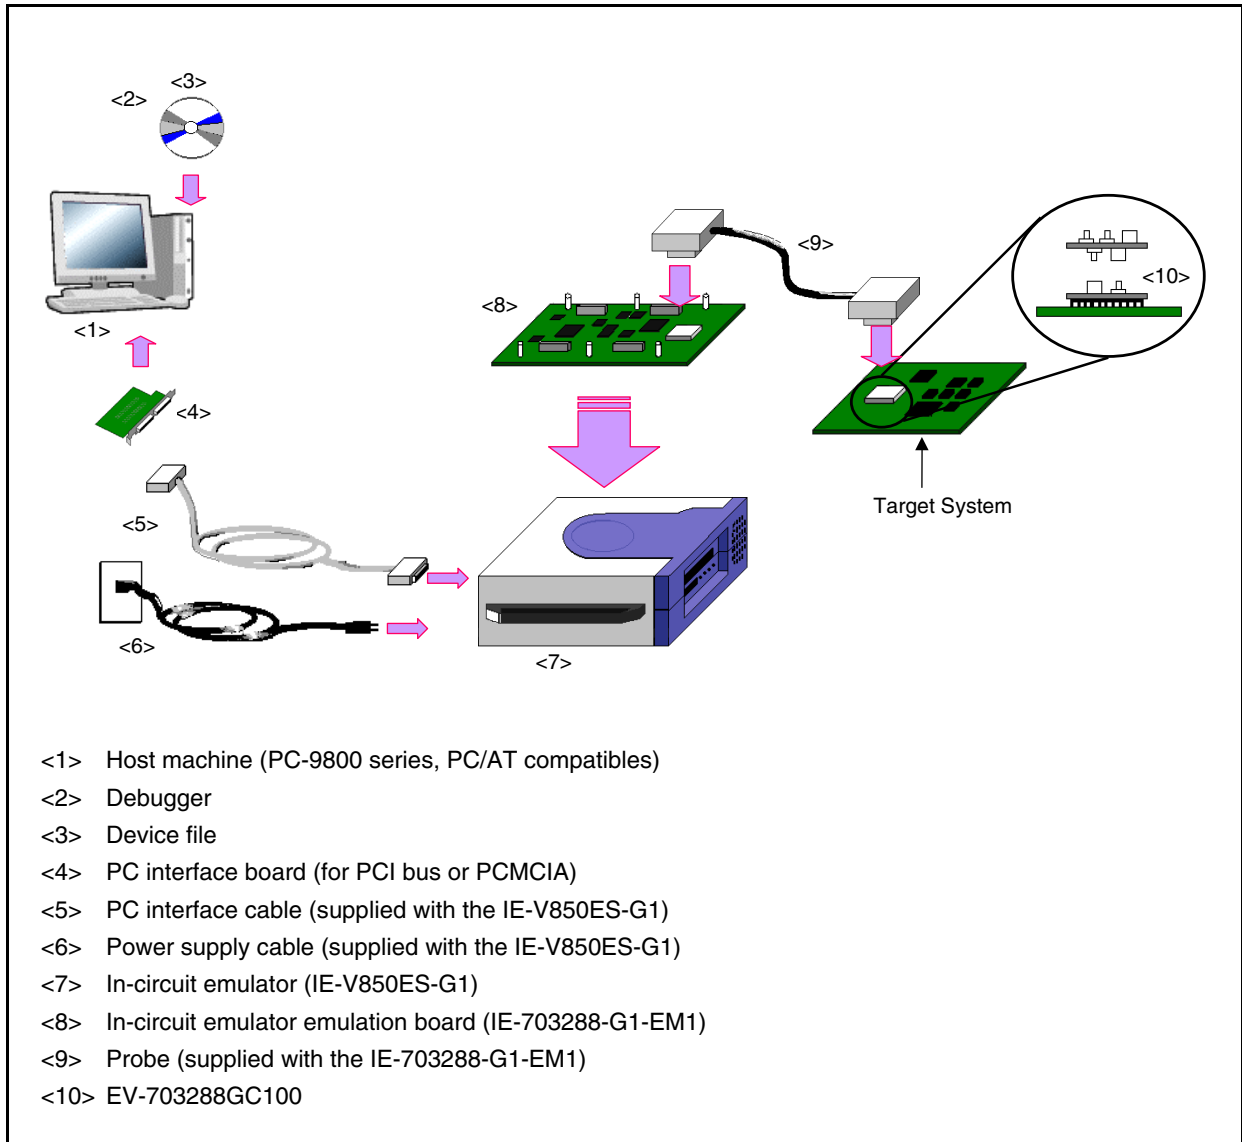 <3>
<2>
<1>
<4>
<5>
<6>
<7>
<8>
<9>
<10>
Target System
<1> Host machine (PC-9800 series, PC/AT compatibles)
<2> Debugger
<3> Device file
<4> PC interface board (for PCI bus or PCMCIA)
<5> PC interface cable (supplied with the IE-V850ES-G1)
<6> Power supply cable (supplied with the IE-V850ES-G1)
<7> In-circuit emulator (IE-V850ES-G1)
<8> In-circuit emulator emulation board (IE-703288-G1-EM1)
<9> Probe (supplied with the IE-703288-G1-EM1)
<10> EV-703288GC100